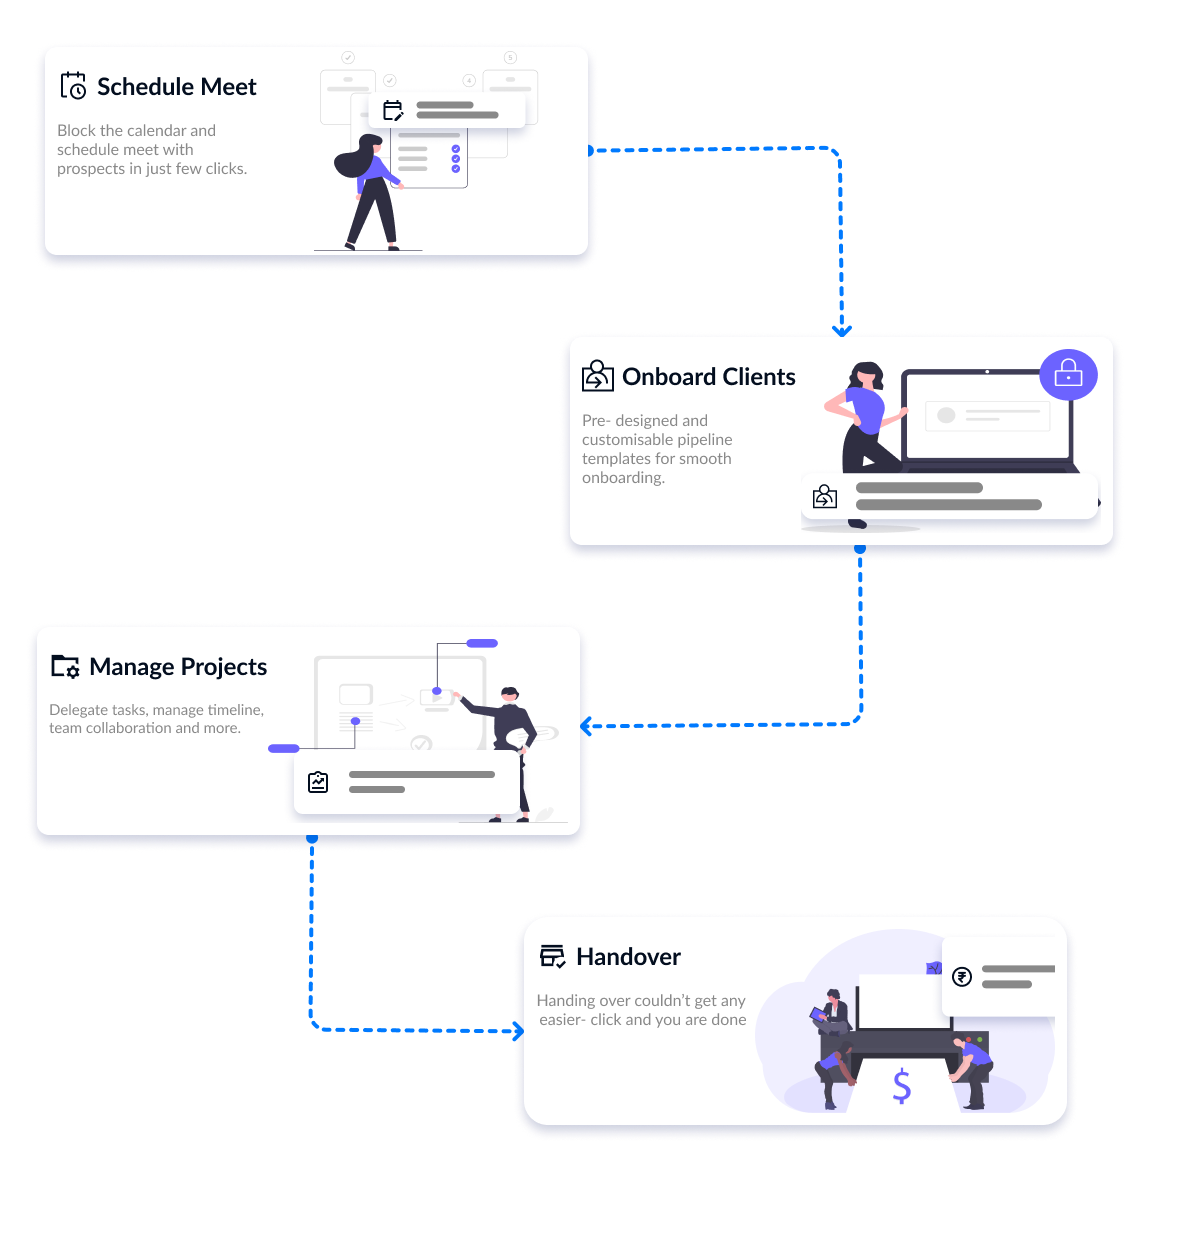 5
4
Schedule Meet
Block the calendar and
schedule meet with
prospects in just few clicks.
Onboard Clients
Pre- designed and
customisable pipeline
templates for smooth
onboarding.
Manage Projects
Delegate tasks, manage timeline,
team collaboration and more.
Handover
Handing over couldn’t get any
easier- click and you are done
₹
$